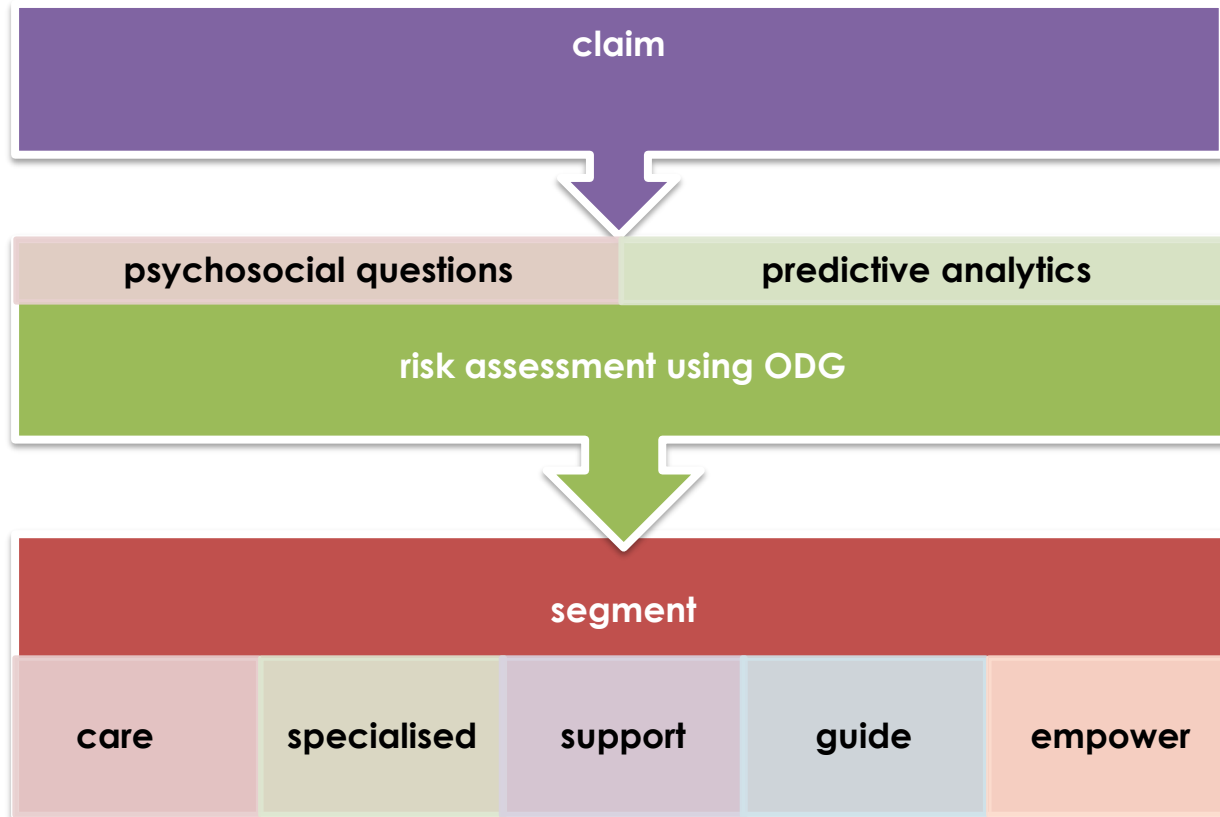 claim
psychosocial questions
predictive analytics
risk assessment using ODG
segment
care
specialised
support
guide
empower